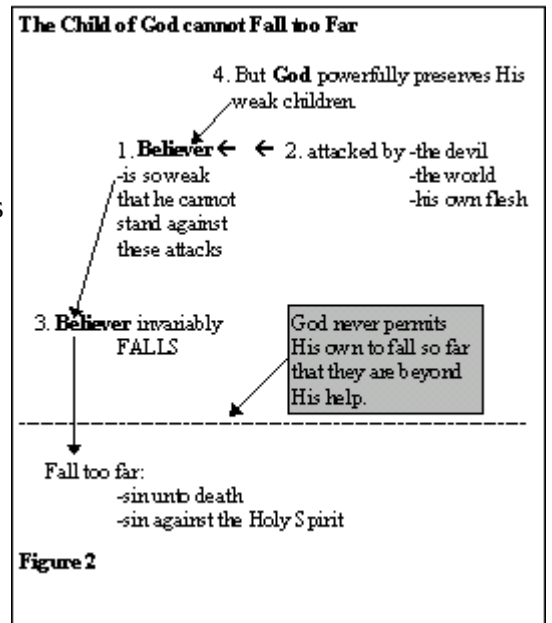 The Child of God cannot Fall too Far
4. But God powerfully preserves His
weak children.
1. Believer ← ← 2. attacked by -the devil
-is so weak -the world
that he cannot -his own flesh
stand against
these attacks
s
3. Believer invariably
FALLS
God never permits
His own to fall so far
that they are beyond
His help.
Fall too far:
-sin unto death
-sin against the Holy Spirit
Figure 2